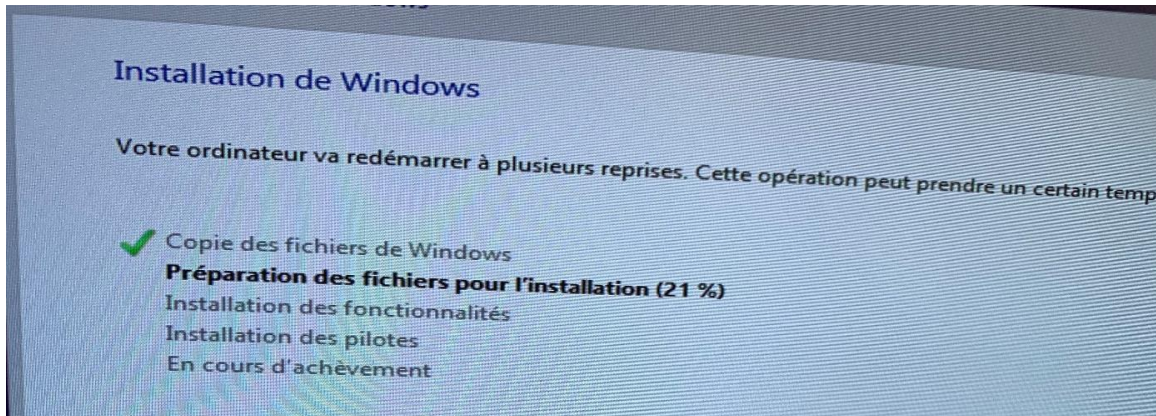 Installation de Windows
Votre ordinateur va redémarrer à plusieurs reprises. Cette opération peut prendre un certain temp
Copie des fichiers de Windows
Préparation des fichiers pour l'installation (21 %)
Installation des fonctionnalités
Installation des pilotes
En cours d'achèvement